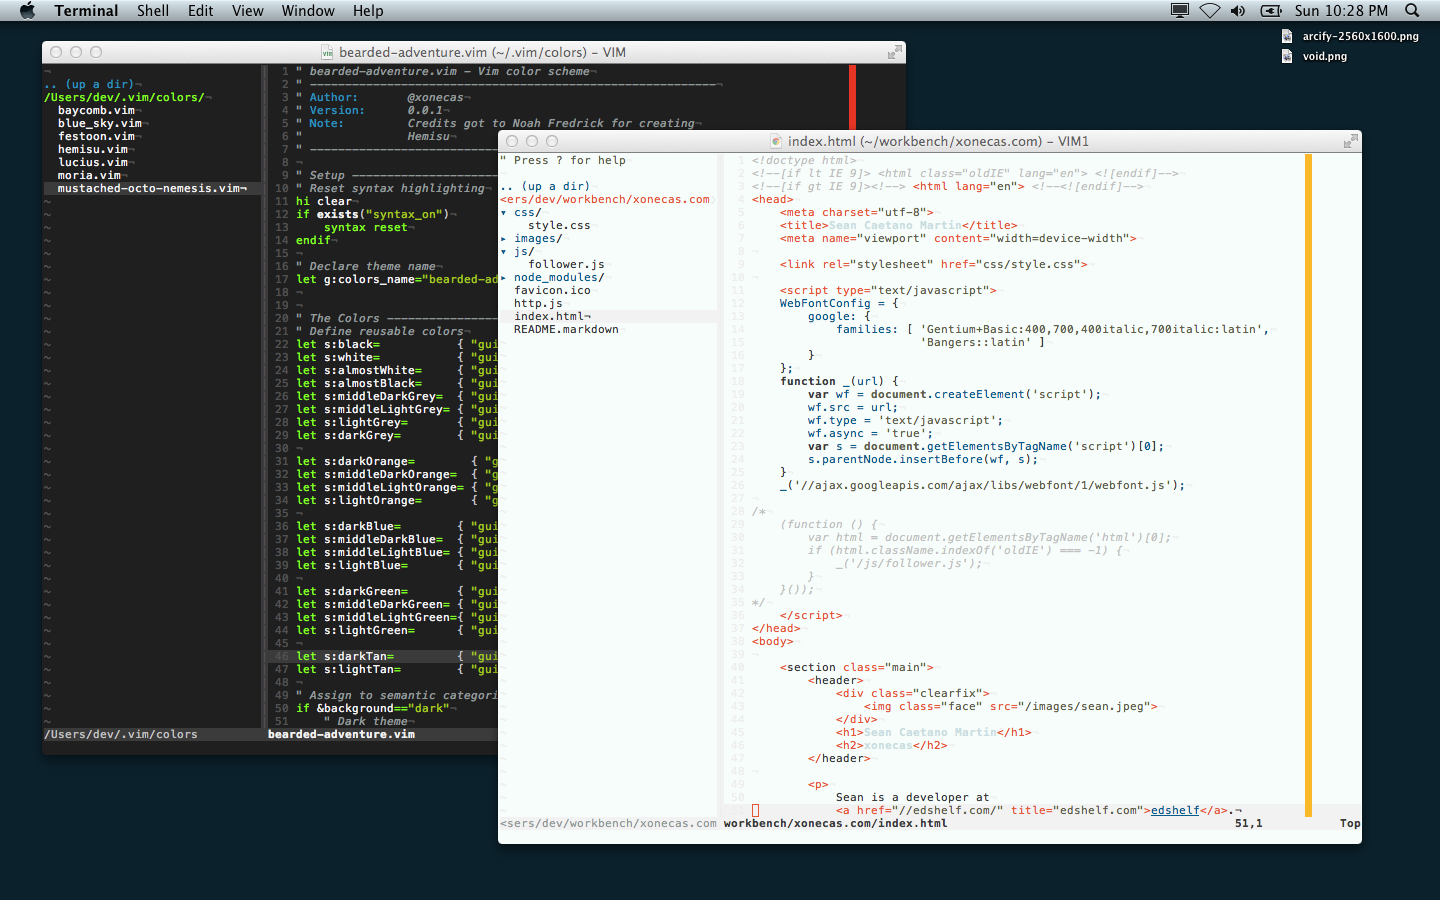 Terminal Shell Edit View Window Help
Sun 10:28 PM
arcify-2560x1600.png
void.png
bearded-adventure.vim (~/.vim/colors) – VIM
.. (up a dir)¬
/Users/dev/.vim/colors/¬
baycomb.vim¬
blue_sky.vim¬
festoon.vim¬
hemisu.vim¬
lucius.vim¬
moria.vim¬
mustached-octo-nemesis.vim¬
/Users/dev/.vim/colors
1 " bearded-adventure.vim - Vim color scheme¬
2 " ----------------------------------------------------------¬
3 " Author:       @xonecas¬
4 " Version:      0.0.1¬
5 " Note:         Credits got to Noah Fredrick for creating¬
6 "               Hemisu
7 " ---------------------------
8 ¬
9 " Setup ---------------------
10 " Reset syntax highlighting¬
11 hi clear¬
12 if exists("syntax_on")¬
13     syntax reset¬
14 endif¬
15 ¬
16 " Declare theme name¬
17 let g:colors_name="bearded-ad
18 ¬
19 ¬
20 " The Colors ----------------
21 " Define reusable colors¬
22 let s:black=           { "gui
23 let s:white=           { "gui
24 let s:almostWhite=     { "gui
25 let s:almostBlack=     { "gui
26 let s:middleDarkGrey=  { "gui
27 let s:middleLightGrey= { "gui
28 let s:lightGrey=       { "gui
29 let s:darkGrey=        { "gui
30 ¬
31 let s:darkOrange=        { "g
32 let s:middleDarkOrange=  { "g
33 let s:middleLightOrange= { "g
34 let s:lightOrange=       { "g
35 ¬
36 let s:darkBlue=        { "gui
37 let s:middleDarkBlue=  { "gui
38 let s:middleLightBlue= { "gui
39 let s:lightBlue=       { "gui
40 ¬
41 let s:darkGreen=       { "gui
42 let s:middleDarkGreen= { "gui
43 let s:middleLightGreen={ "gui
44 let s:lightGreen=      { "gui
45 ¬
46 let s:darkTan=         { "gui
47 let s:lightTan=        { "gui
48 ¬
49 " Assign to semantic categori
50 if &background=="dark"¬
51     " Dark theme¬
bearded-adventure.vim
index.html (~/workbench/xonecas.com) – VIM1
" Press ? for help
.. (up a dir)
<ers/dev/workbench/xonecas.com
▾ css/
style.css
▸ images/
▾ js/
follower.js
▸ node_modules/
favicon.ico
http.js
index.html¬
README.markdown
<sers/dev/workbench/xonecas.com
1 <!doctype html>
2 <!--[if lt IE 9]> <html class="oldIE" lang="en"> <![endif]-->
3 <!--[if gt IE 9]><!--> <html lang="en"> <!--<![endif]-->
4 <head>
5     <meta charset="utf-8">
6     <title>Sean Caetano Martin</title>
7     <meta name="viewport" content="width=device-width">
8
9     <link rel="stylesheet" href="css/style.css">
10
11     <script type="text/javascript">
12     WebFontConfig = {
13         google: {
14             families: [ 'Gentium+Basic:400,700,400italic,700italic:latin',
15                         'Bangers::latin' ]
16         }
17     };
18     function _(url) {
19         var wf = document.createElement('script');
20         wf.src = url;
21         wf.type = 'text/javascript';
22         wf.async = 'true';
23         var s = document.getElementsByTagName('script')[0];
24         s.parentNode.insertBefore(wf, s);
25     }
26     _('//ajax.googleapis.com/ajax/libs/webfont/1/webfont.js');
27
28 /*
29     (function () {
30         var html = document.getElementsByTagName('html')[0];
31         if (html.className.indexOf('oldIE') === -1) {
32             _('/js/follower.js');
33         }
34     }());
35 */
36     </script>
37 </head>
38 <body>
39
40     <section class="main">
41         <header>
42             <div class="clearfix">
43                 <img class="face" src="/images/sean.jpeg">
44             </div>
45             <h1>Sean Caetano Martin</h1>
46             <h2>xonecas</h2>
47         </header>
48
49         <p>
50             Sean is a developer at
<a href="//edshelf.com/" title="edshelf.com">edshelf</a>.¬
workbench/xonecas.com/index.html 51,1 Top